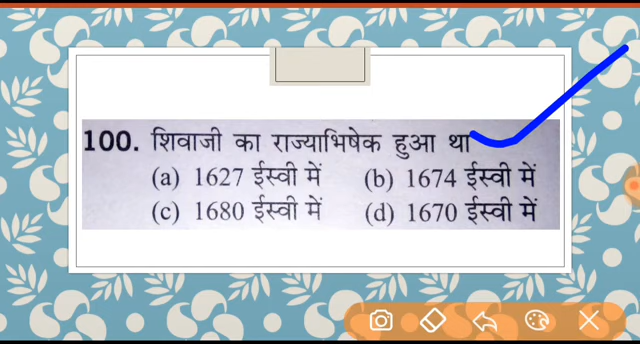 100. शिवाजी का राज्याभिषेक हुआ था
(a) 1627 ईस्वी में (b) 1674 ईस्वी में
(c) 1680 ईस्वी में (d) 1670 ईस्वी में